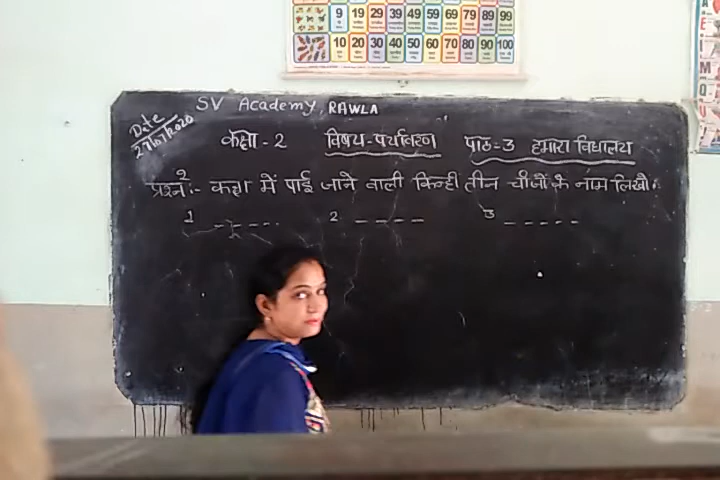 9 19 29 39 49 59 69 79 89 99
10 20 30 40 50 60 70 80 90 100
SV Academy, RAWLA
Date
कक्षा - 2 विषय-पर्यावरण पाठ-3 हमारा विद्यालय
प्रश्न 2:- कक्षा में पाई जाने वाली किन्ही तीन चीजों के नाम लिखौ:
1 - - - - - 2 - - - - 3 - - - - -